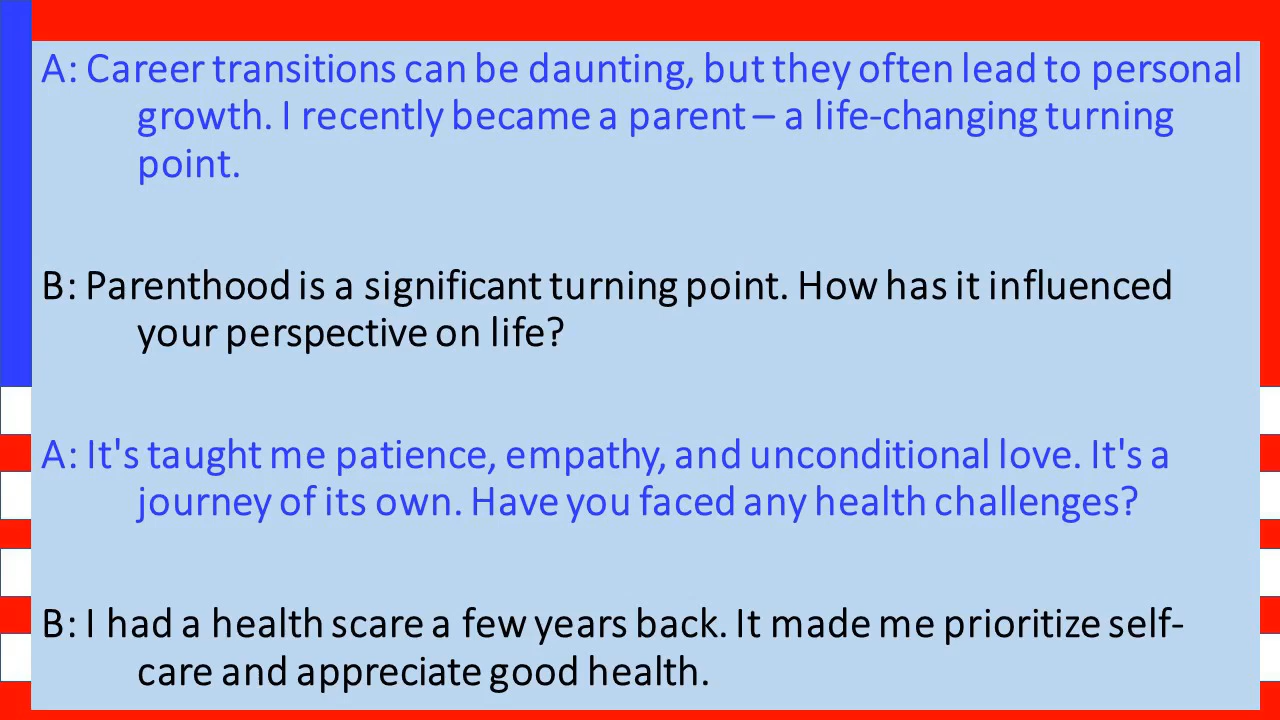 A: Career transitions can be daunting, but they often lead to personal
growth. I recently became a parent – a life-changing turning
point.
B: Parenthood is a significant turning point. How has it influenced
your perspective on life?
A: It's taught me patience, empathy, and unconditional love. It's a
journey of its own. Have you faced any health challenges?
B: I had a health scare a few years back. It made me prioritize self-
care and appreciate good health.